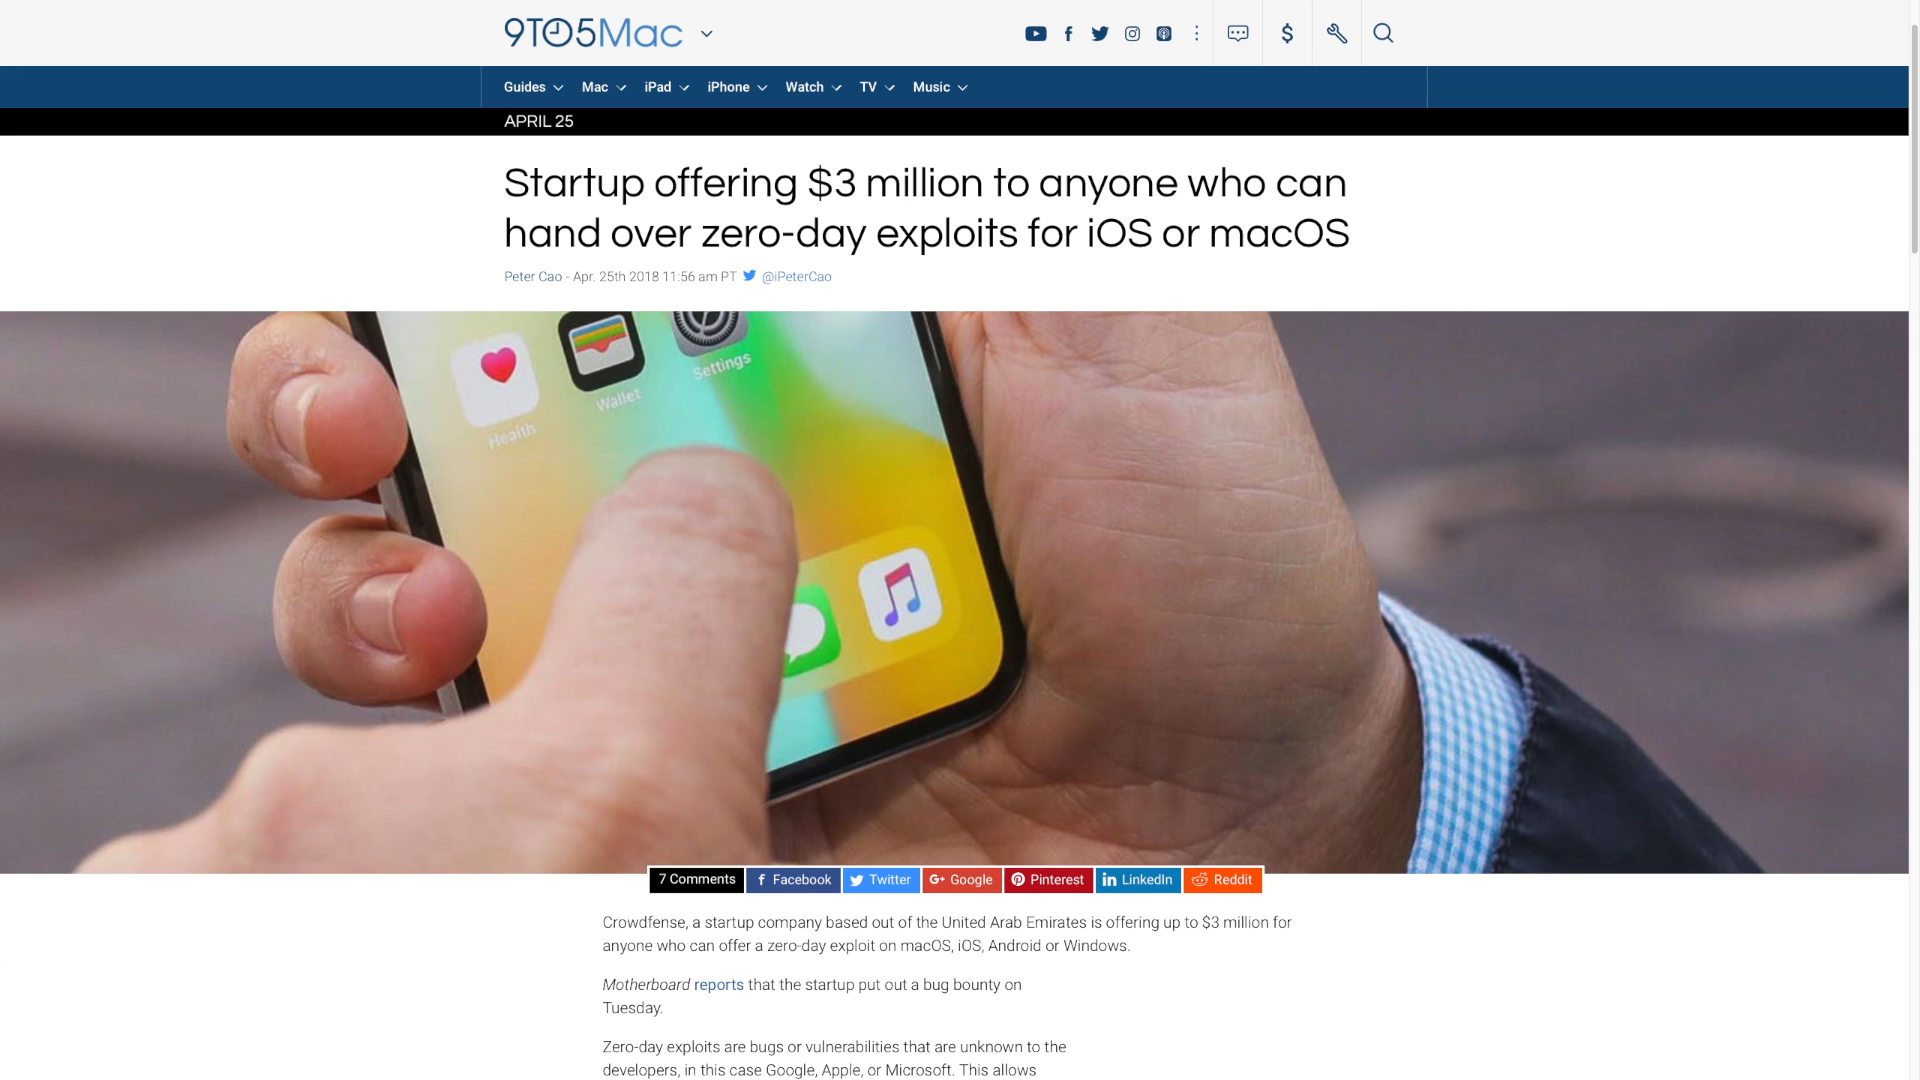 9TO5Mac
Guides Mac iPad iPhone Watch TV Music
APRIL 25
Startup offering $3 million to anyone who can
hand over zero-day exploits for iOS or macOS
Peter Cao - Apr. 25th 2018 11:56 am PT @iPeterCao
Settings
Wallet
Health
7 Comments Facebook Twitter G+ Google Pinterest in LinkedIn Reddit
Crowdfense, a startup company based out of the United Arab Emirates is offering up to $3 million for
anyone who can offer a zero-day exploit on macOS, iOS, Android or Windows.
Motherboard reports that the startup put out a bug bounty on
Tuesday.
Zero-day exploits are bugs or vulnerabilities that are unknown to the
developers, in this case Google, Apple, or Microsoft. This allows